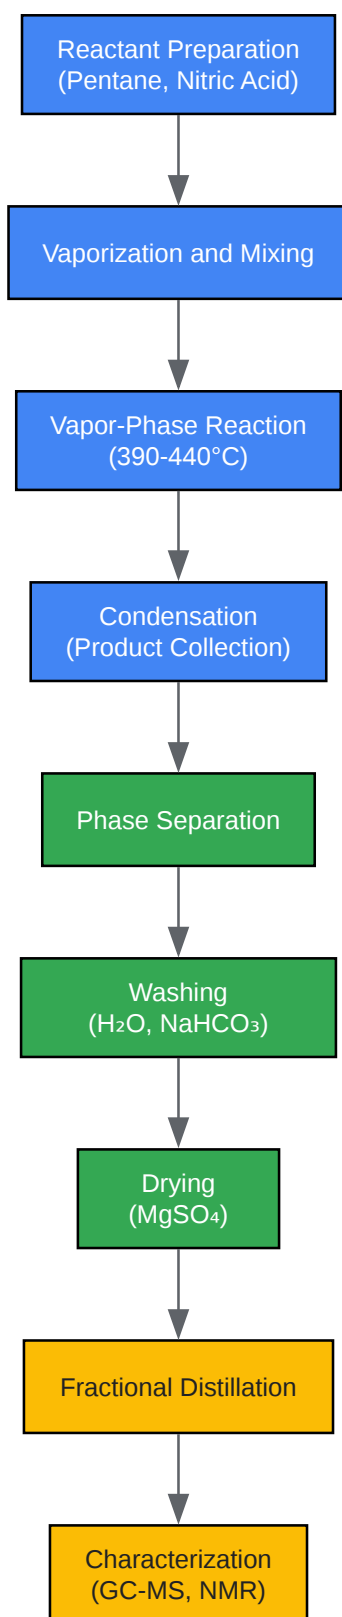 Reactant Preparation
(Pentane, Nitric Acid)
Vaporization and Mixing
Vapor-Phase Reaction
(390-440°C)
Condensation
(Product Collection)
Phase Separation
Washing
(H₂O, NaHCO₃)
Drying
(MgSO₄)
Fractional Distillation
Characterization
(GC-MS, NMR)